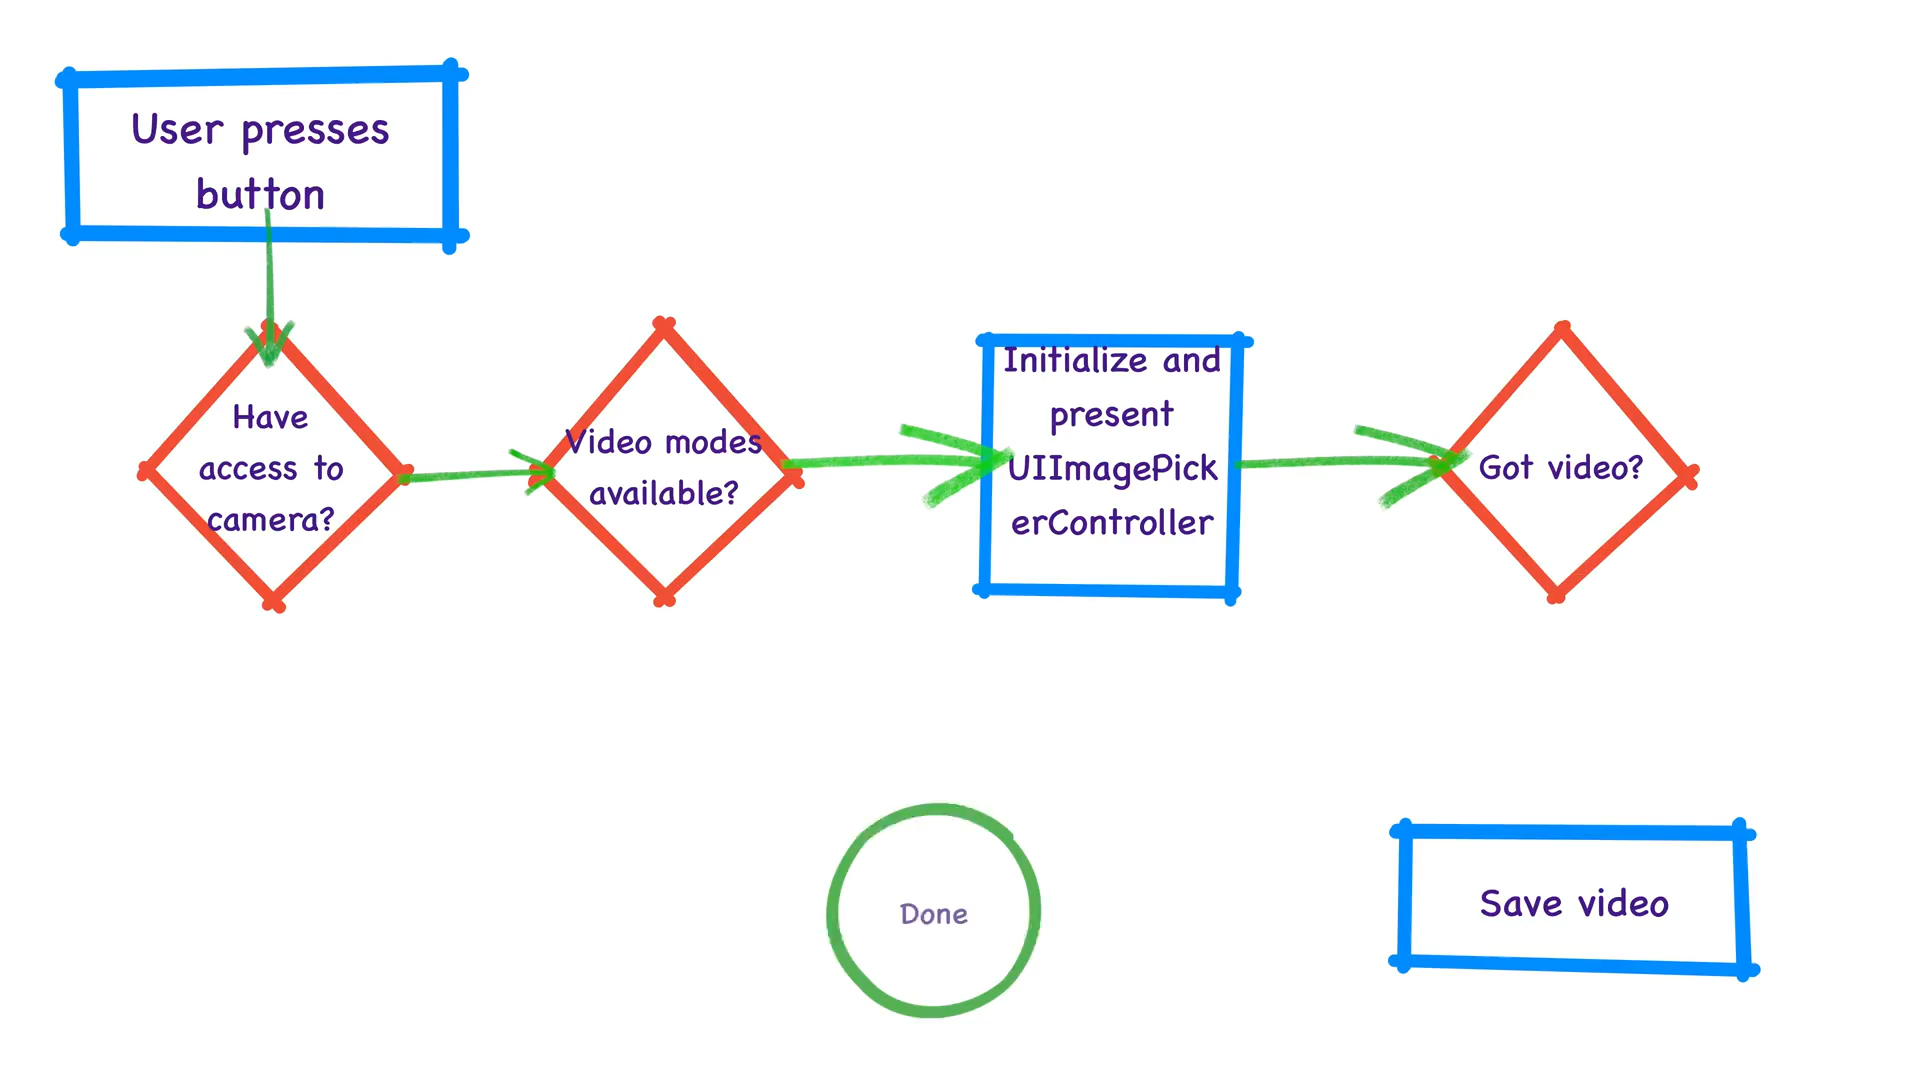 User presses
button
Have
access to
camera?
Video modes
available?
Initialize and
present
UIImagePick
erController
Got video?
Done
Save video